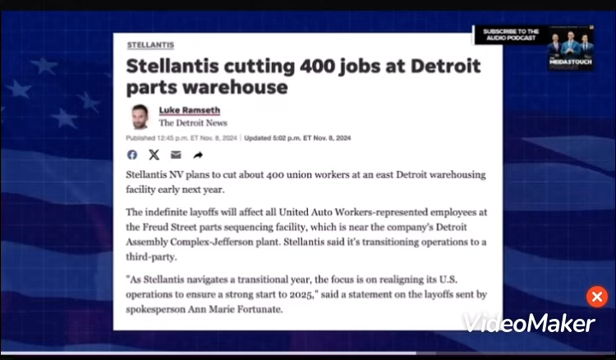 SUBSCRIBE TO THE
AUDIO PODCAST
MEIDASTOUCH
STELLANTIS
Stellantis cutting 400 jobs at Detroit
parts warehouse
Luke Ramseth
The Detroit News
Published 12:45 p.m. ET Nov. 8, 2024 | Updated 5:02 p.m. ET Nov. 8, 2024
Stellantis NV plans to cut about 400 union workers at an east Detroit warehousing
facility early next year.
The indefinite layoffs will affect all United Auto Workers-represented employees at
the Freud Street parts sequencing facility, which is near the company's Detroit
Assembly Complex-Jefferson plant. Stellantis said it's transitioning operations to a
third-party.
"As Stellantis navigates a transitional year, the focus is on realigning its U.S.
operations to ensure a strong start to 2025," said a statement on the layoffs sent by
spokesperson Ann Marie Fortunate.
VideoMaker